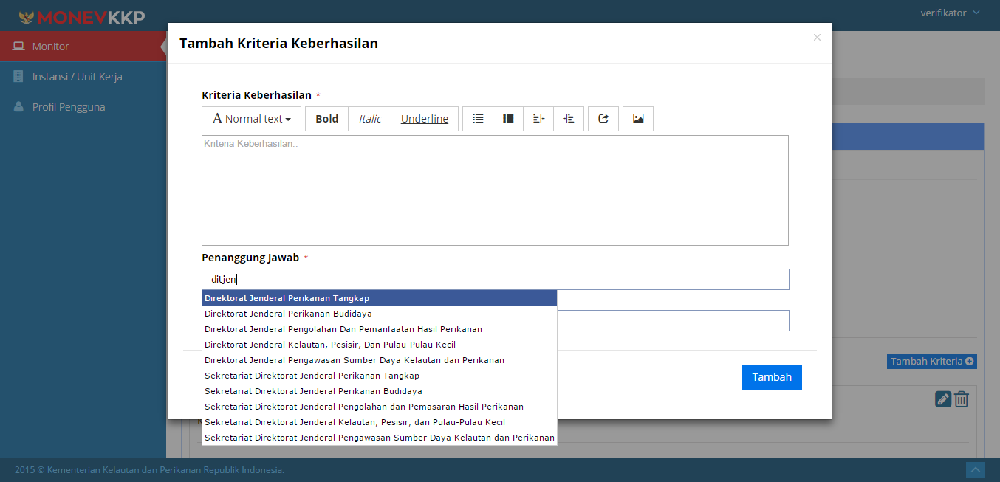 MONEVKKP
verifikator
Monitor
Instansi / Unit Kerja
Profil Pengguna
Tambah Kriteria Keberhasilan
×
Kriteria Keberhasilan *
A Normal text
Bold
Italic
Underline
Kriteria Keberhasilan..
Penanggung Jawab *
ditjen
Direktorat Jenderal Perikanan Tangkap
Direktorat Jenderal Perikanan Budidaya
Direktorat Jenderal Pengolahan Dan Pemanfaatan Hasil Perikanan
Direktorat Jenderal Kelautan, Pesisir, Dan Pulau-Pulau Kecil
Direktorat Jenderal Pengawasan Sumber Daya Kelautan dan Perikanan
Sekretariat Direktorat Jenderal Perikanan Tangkap
Sekretariat Direktorat Jenderal Perikanan Budidaya
Sekretariat Direktorat Jenderal Pengolahan dan Pemasaran Hasil Perikanan
Sekretariat Direktorat Jenderal Kelautan, Pesisir, dan Pulau-Pulau Kecil
Sekretariat Direktorat Jenderal Pengawasan Sumber Daya Kelautan dan Perikanan
Tambah Kriteria
Tambah
2015 © Kementerian Kelautan dan Perikanan Republik Indonesia.